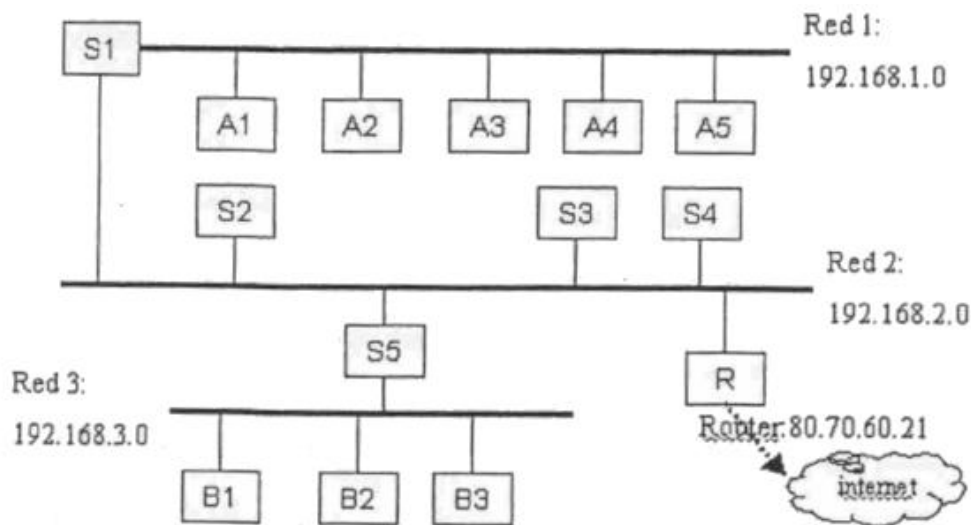 S1
Red 1:
192.168.1.0
A1 A2 A3 A4 A5
S2 S3 S4
Red 2:
192.168.2.0
S5
R
Red 3:
192.168.3.0
Router:80.70.60.21
internet
B1 B2 B3